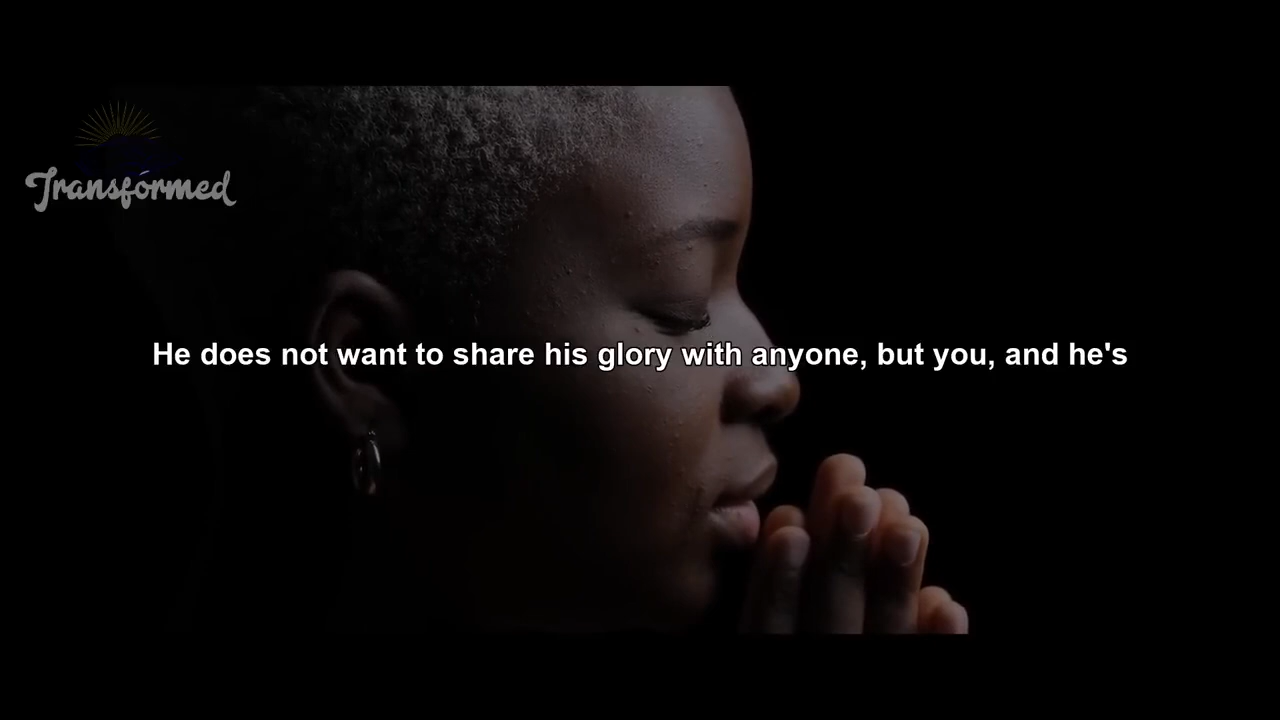 Transformed
He does not want to share his glory with anyone, but you, and he's